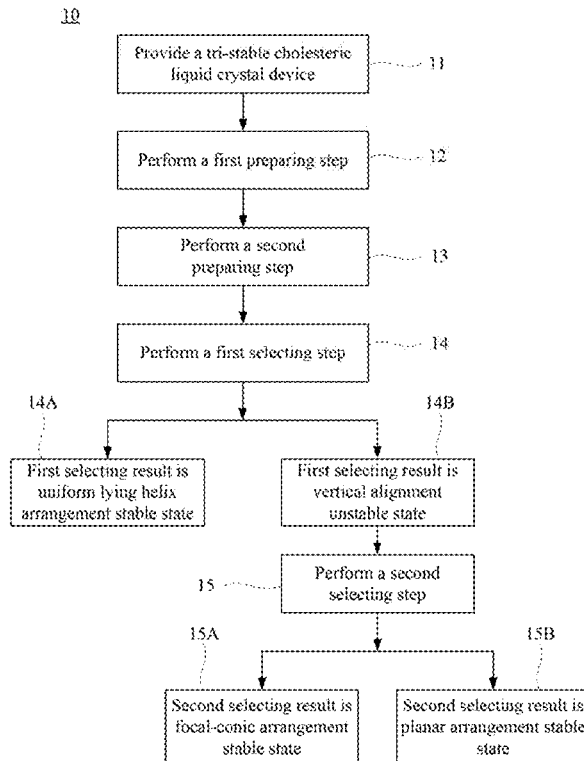 10
Provide a tri-stable cholesteric
liquid crystal device
11
Perform a first preparing step
12
Perform a second
preparing step
13
Perform a first selecting step
14
14A
14B
First selecting result is
uniform lying helix
arrangement stable state
First selecting result is
vertical alignment
unstable state
15
Perform a second
selecting step
15A
15B
Second selecting result is
focal-conic arrangement
stable state
Second selecting result is
planar arrangement stable
state